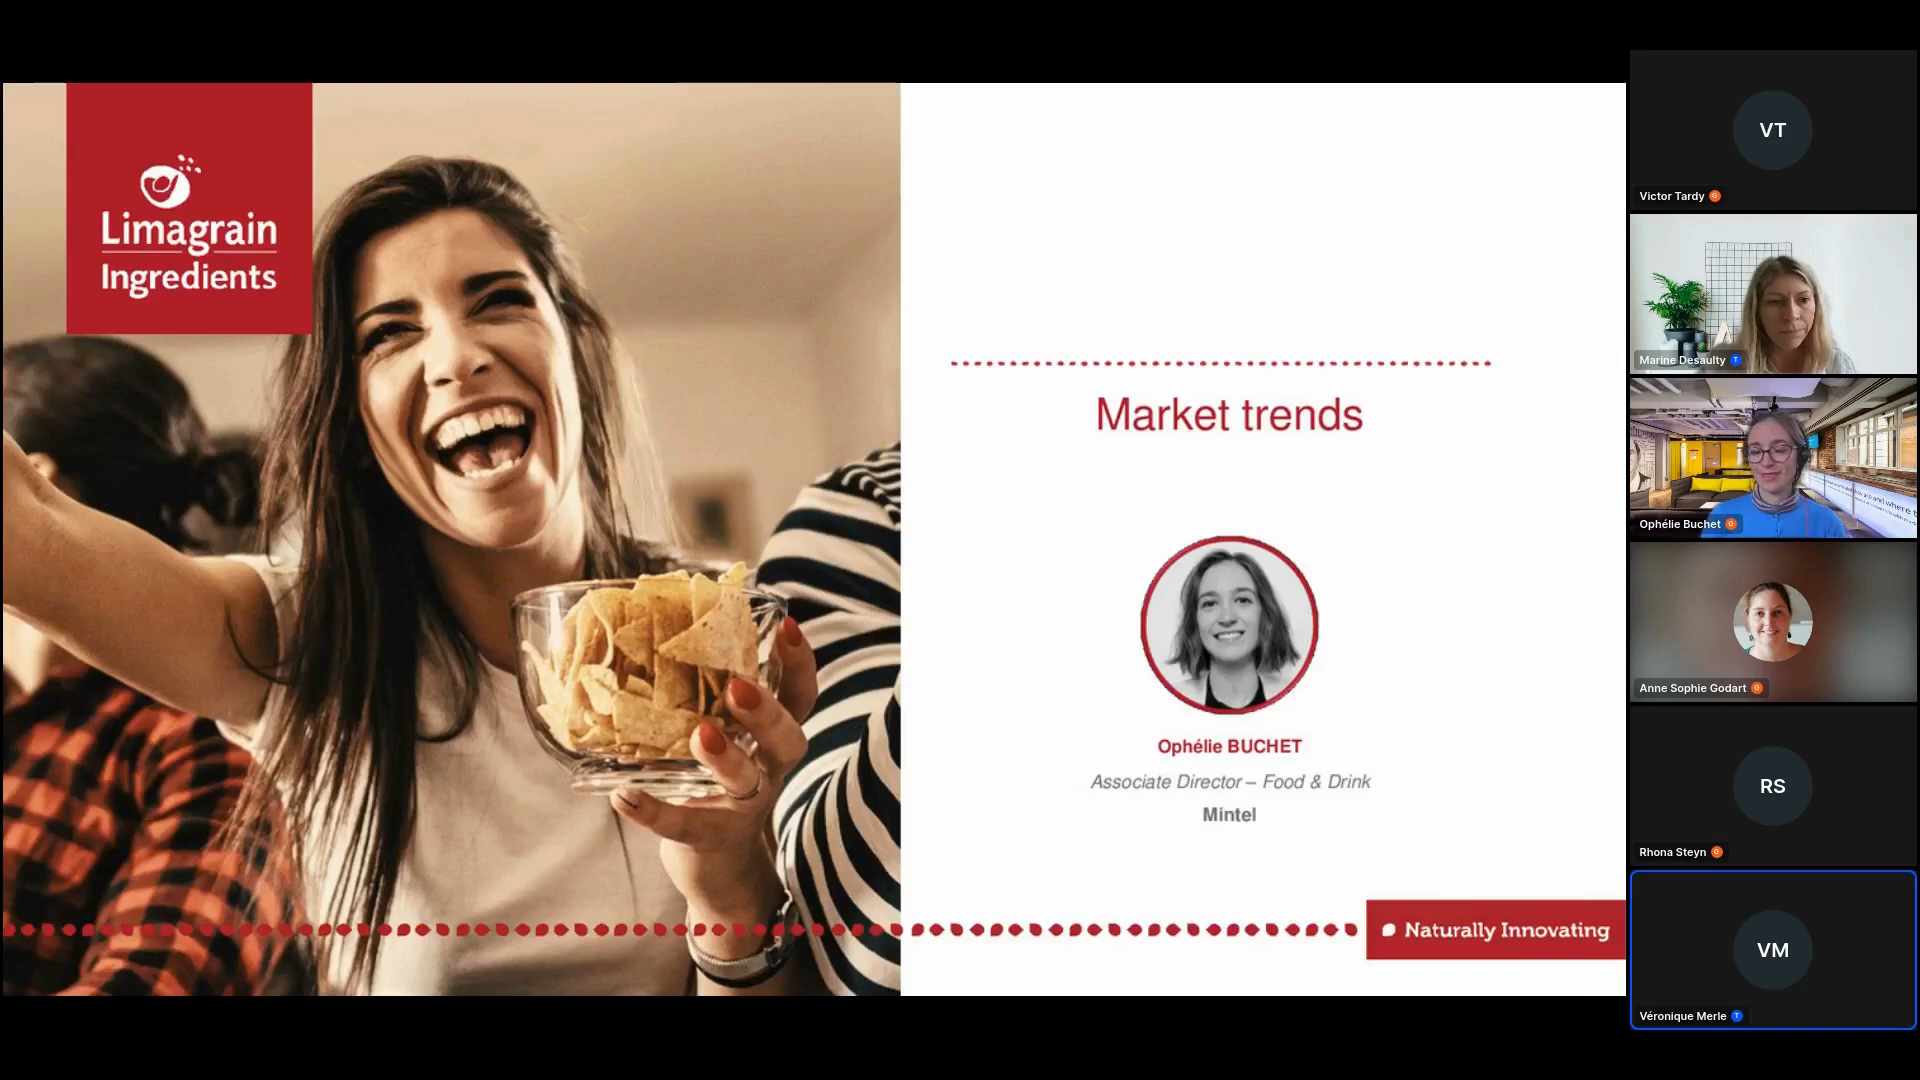 Limagrain
Ingredients
Market trends
Ophélie BUCHET
Associate Director – Food & Drink
Mintel
Naturally Innovating
VT
Victor Tardy
Marine Desaulty
Ophélie Buchet
Anne Sophie Godart
RS
Rhona Steyn
VM
Véronique Merle